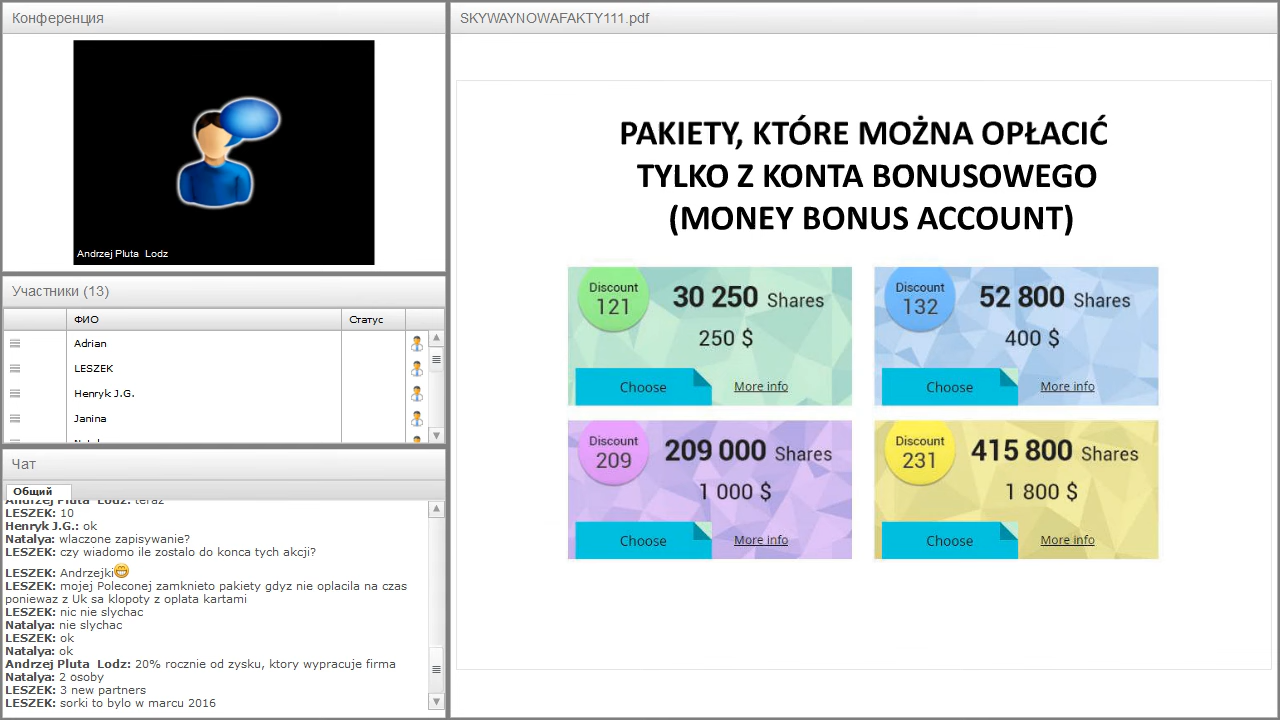 Конференция
Andrzej Pluta Lodz
Участники (13)
ФИО Статус
Adrian
LESZEK
Henryk J.G.
Janina
Чат
Общий
Andrzej Pluta Lodz: teraz
LESZEK: 10
Henryk J.G.: ok
Natalya: wlaczone zapisywanie?
LESZEK: czy wiadomo ile zostalo do konca tych akcji?
LESZEK: Andrzejki
LESZEK: mojej Poleconej zamknieto pakiety gdyz nie oplacila na czas
poniewaz z Uk sa klopoty z oplata kartami
LESZEK: nic nie slychac
Natalya: nie slychac
LESZEK: ok
Natalya: ok
Andrzej Pluta Lodz: 20% rocznie od zysku, ktory wypracuje firma
Natalya: 2 osoby
LESZEK: 3 new partners
LESZEK: sorki to bylo w marcu 2016
SKYWAYNOWAFAKTY111.pdf
PAKIETY, KTÓRE MOŻNA OPŁACIĆ
TYLKO Z KONTA BONUSOWEGO
(MONEY BONUS ACCOUNT)
Discount
121
30 250 Shares
250 $
Choose
More info
Discount
132
52 800 Shares
400 $
Choose
More info
Discount
209
209 000 Shares
1 000 $
Choose
More info
Discount
231
415 800 Shares
1 800 $
Choose
More info